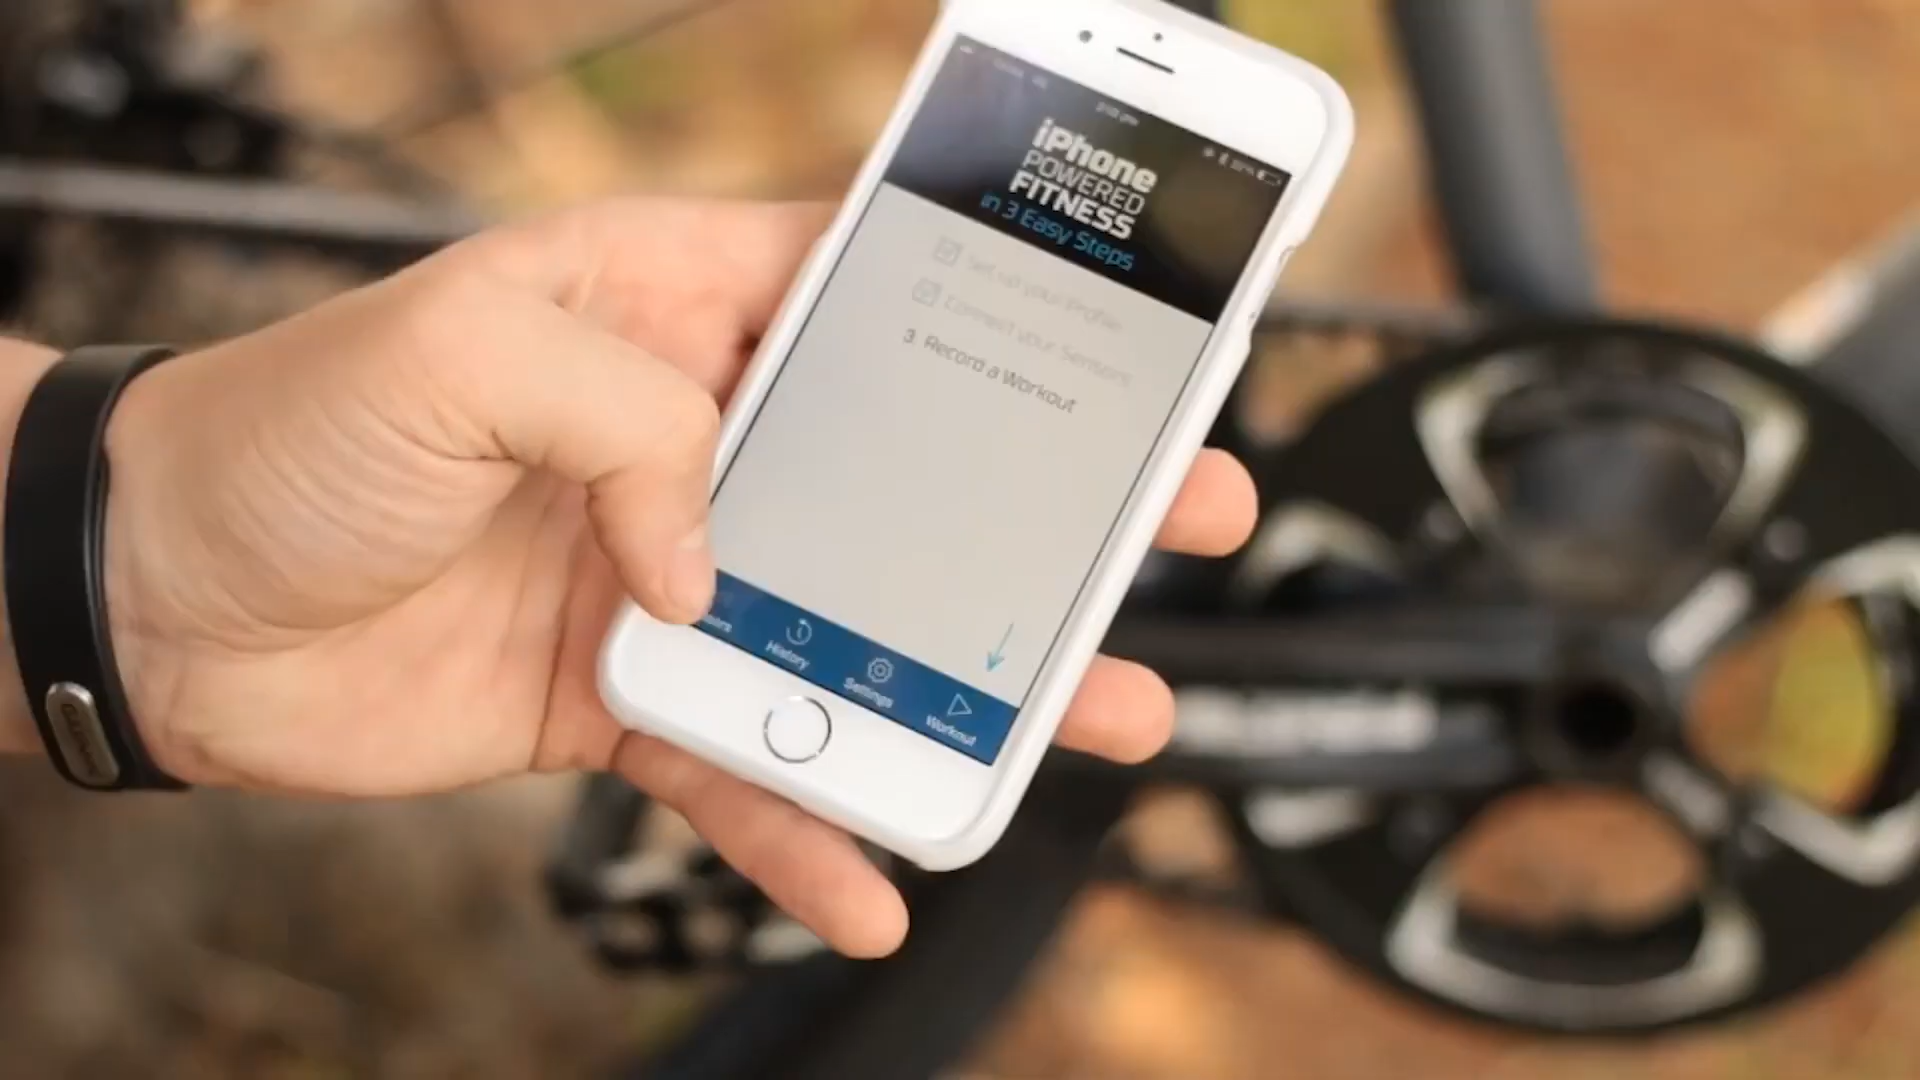 iPhone
POWERED
FITNESS
in 3 Easy Steps
Set up your Profile
Connect your Sensors
3. Record a Workout
History
Settings
Workout